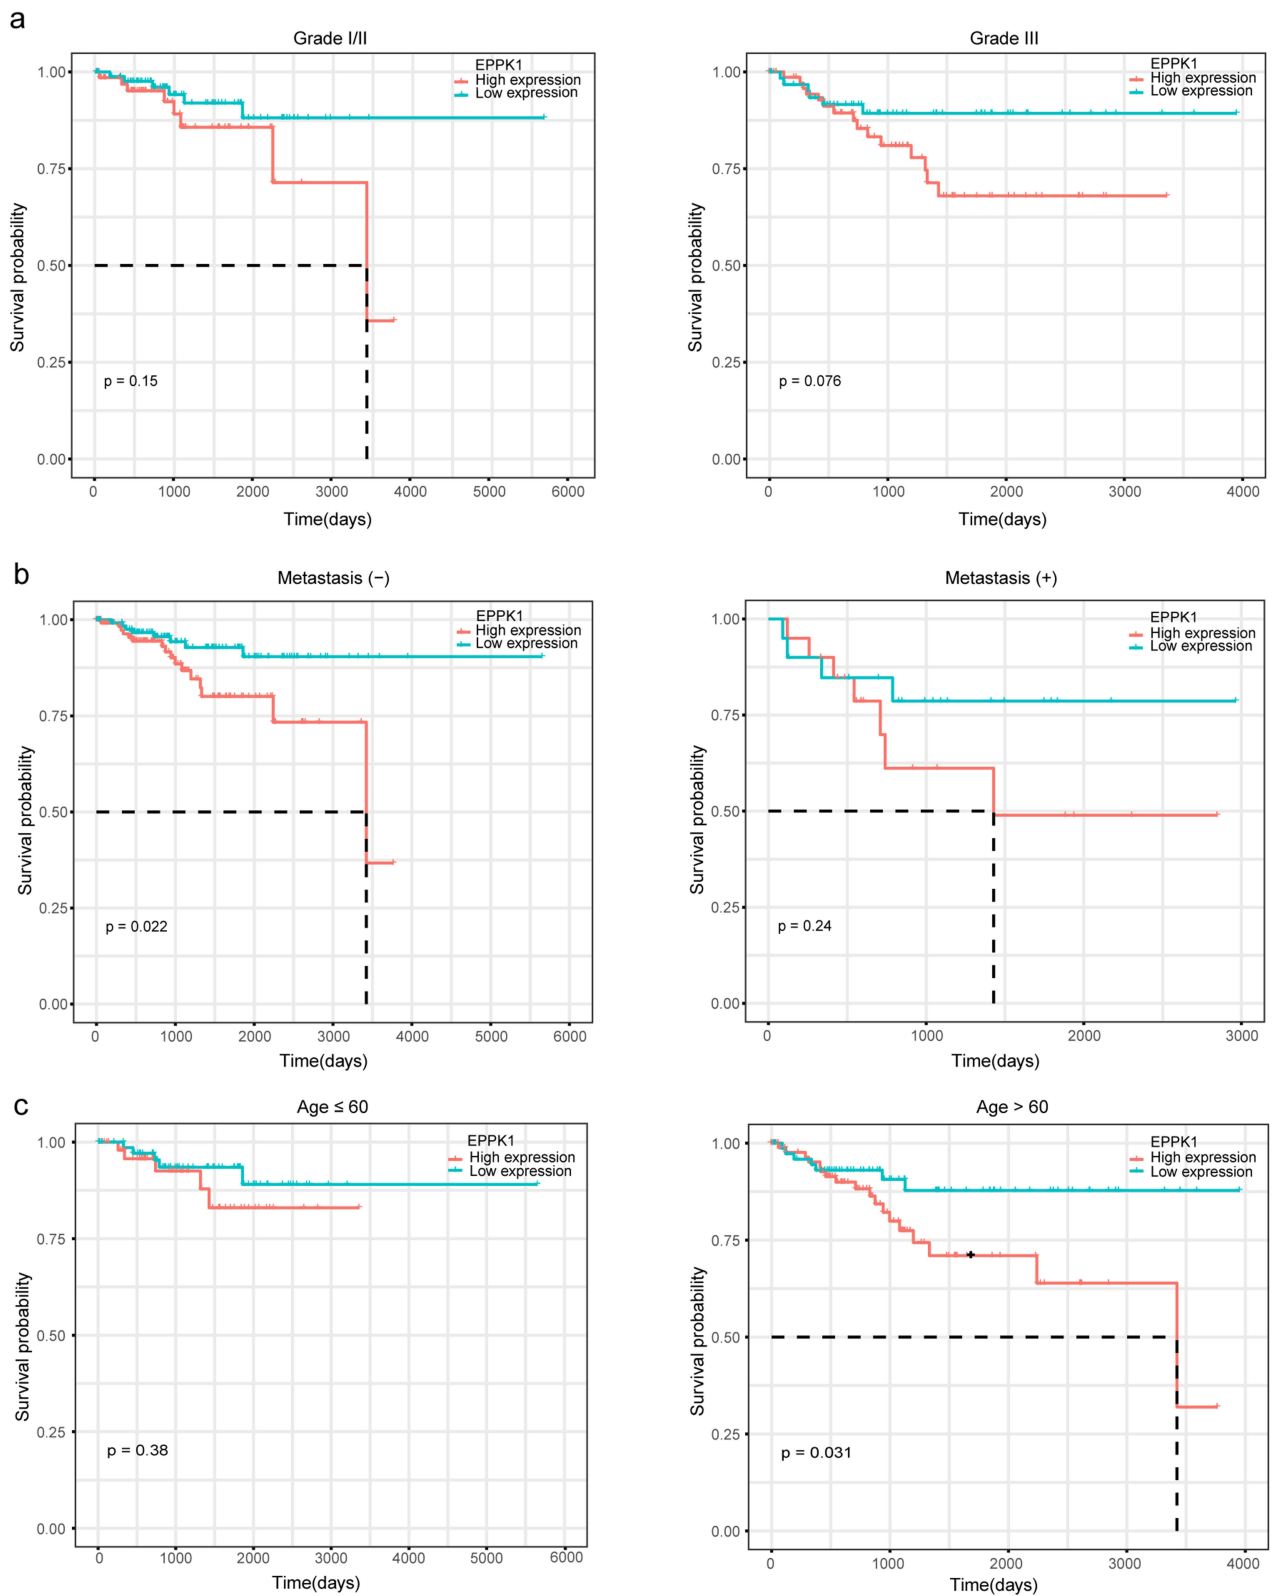 a
Grade I/II
EPPK1
High expression
Low expression
1.00
0.75
0.50
0.25
0.00
Survival probability
p = 0.15
0 1000 2000 3000 4000 5000 6000
Time(days)
Grade III
EPPK1
High expression
Low expression
1.00
0.75
0.50
0.25
0.00
Survival probability
p = 0.076
0 1000 2000 3000 4000
Time(days)
b
Metastasis (−)
EPPK1
High expression
Low expression
1.00
0.75
0.50
0.25
0.00
Survival probability
p = 0.022
0 1000 2000 3000 4000 5000 6000
Time(days)
Metastasis (+)
EPPK1
High expression
Low expression
1.00
0.75
0.50
0.25
0.00
Survival probability
p = 0.24
0 1000 2000 3000
Time(days)
c
Age ≤ 60
EPPK1
High expression
Low expression
1.00
0.75
0.50
0.25
0.00
Survival probability
p = 0.38
0 1000 2000 3000 4000 5000 6000
Time(days)
Age > 60
EPPK1
High expression
Low expression
1.00
0.75
0.50
0.25
0.00
Survival probability
p = 0.031
0 1000 2000 3000 4000
Time(days)